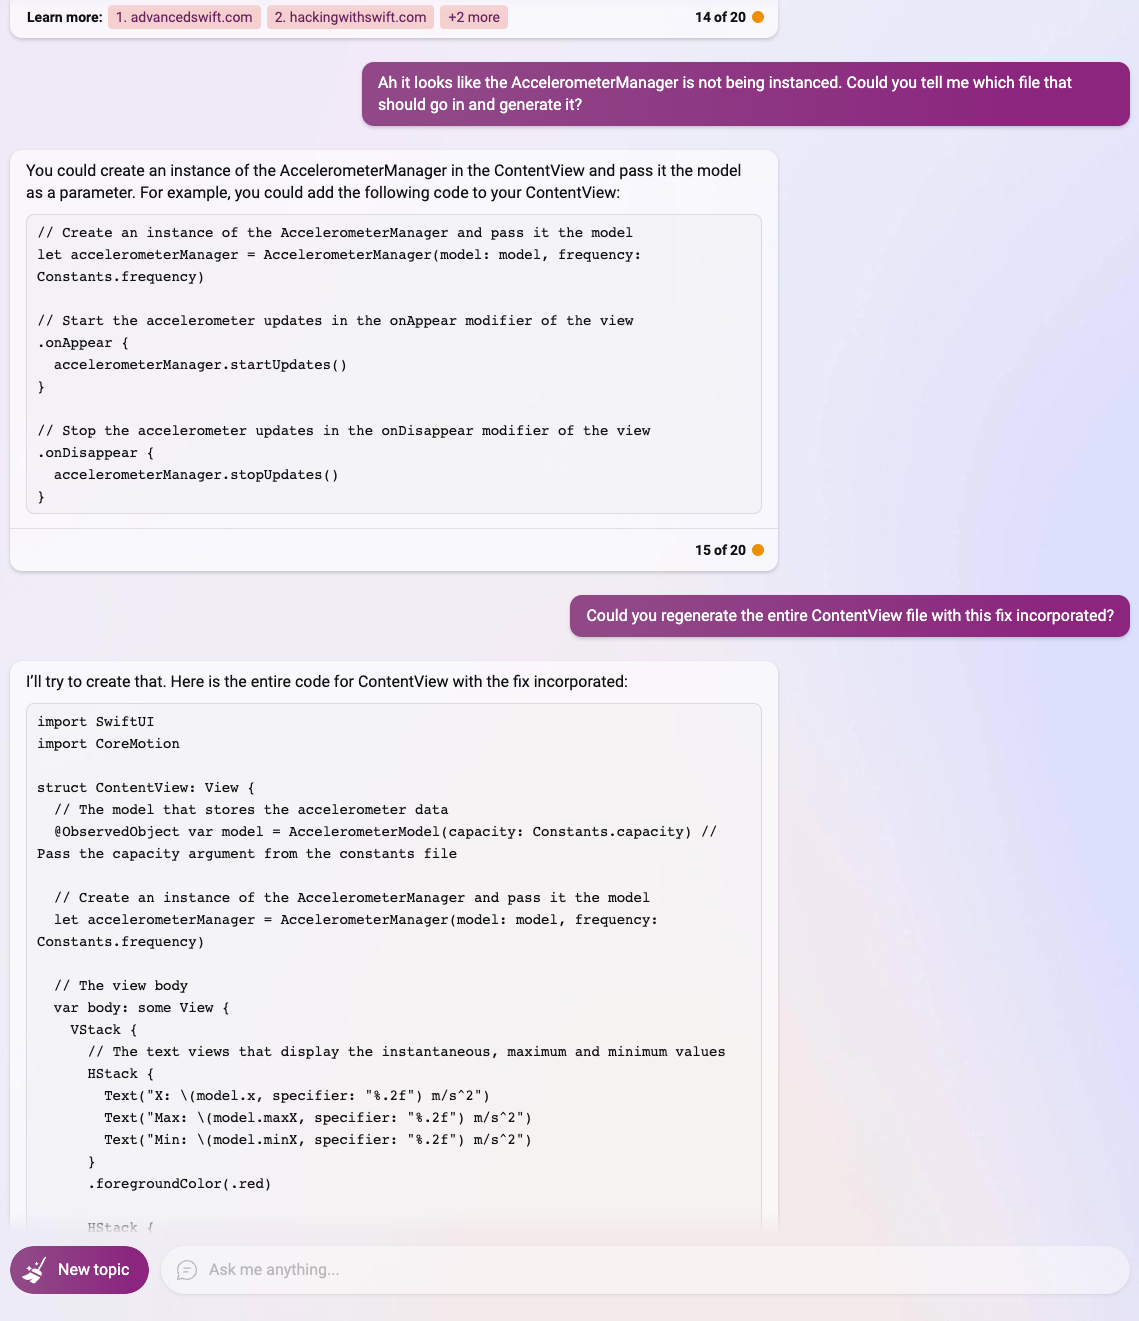 Learn more: 1. advancedswift.com 2. hackingwithswift.com +2 more 14 of 20
Ah it looks like the AccelerometerManager is not being instanced. Could you tell me which file that
should go in and generate it?
You could create an instance of the AccelerometerManager in the ContentView and pass it the model
as a parameter. For example, you could add the following code to your ContentView:
// Create an instance of the AccelerometerManager and pass it the model
let accelerometerManager = AccelerometerManager(model: model, frequency:
Constants.frequency)
// Start the accelerometer updates in the onAppear modifier of the view
.onAppear {
  accelerometerManager.startUpdates()
}
// Stop the accelerometer updates in the onDisappear modifier of the view
.onDisappear {
  accelerometerManager.stopUpdates()
}
15 of 20
Could you regenerate the entire ContentView file with this fix incorporated?
I'll try to create that. Here is the entire code for ContentView with the fix incorporated:
import SwiftUI
import CoreMotion
struct ContentView: View {
  // The model that stores the accelerometer data
  @ObservedObject var model = AccelerometerModel(capacity: Constants.capacity) //
Pass the capacity argument from the constants file
  // Create an instance of the AccelerometerManager and pass it the model
  let accelerometerManager = AccelerometerManager(model: model, frequency:
Constants.frequency)
  // The view body
  var body: some View {
    VStack {
      // The text views that display the instantaneous, maximum and minimum values
      HStack {
        Text("X: \(model.x, specifier: "%.2f") m/s^2")
        Text("Max: \(model.maxX, specifier: "%.2f") m/s^2")
        Text("Min: \(model.minX, specifier: "%.2f") m/s^2")
      }
      .foregroundColor(.red)
      HStack {
New topic
Ask me anything...